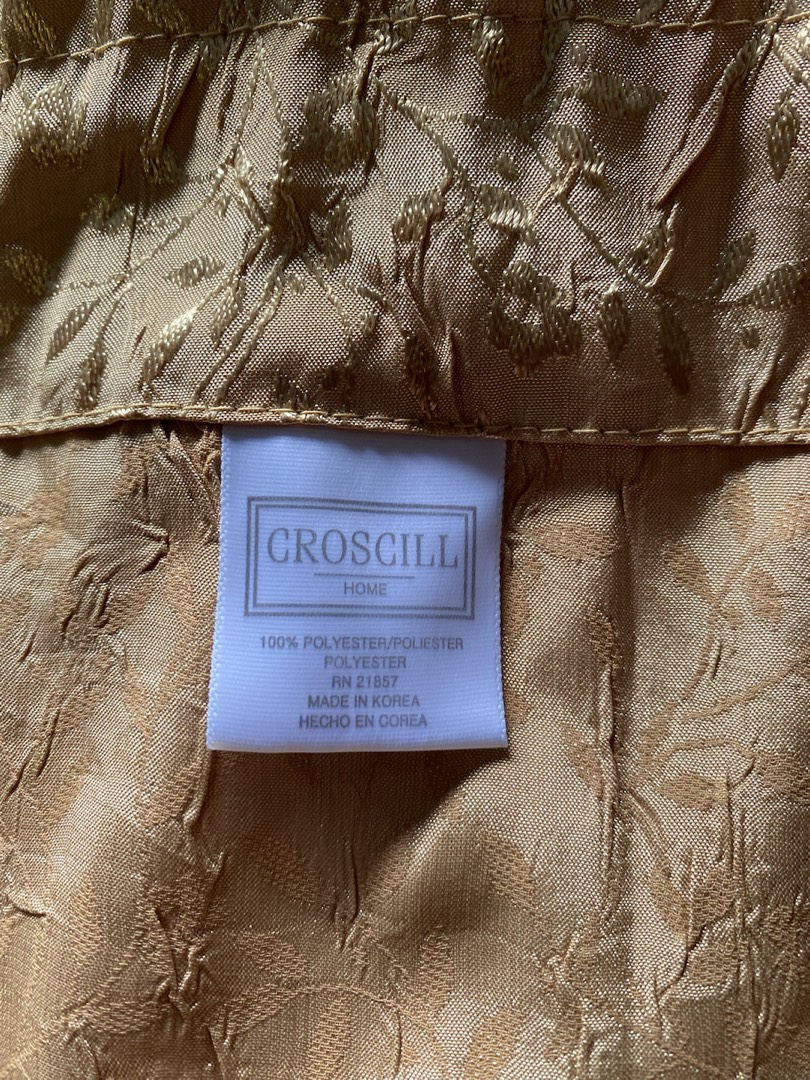 CROSCILL
HOME
100% POLYESTER/POLIESTER
POLYESTER
RN 21857
MADE IN KOREA
HECHO EN COREA